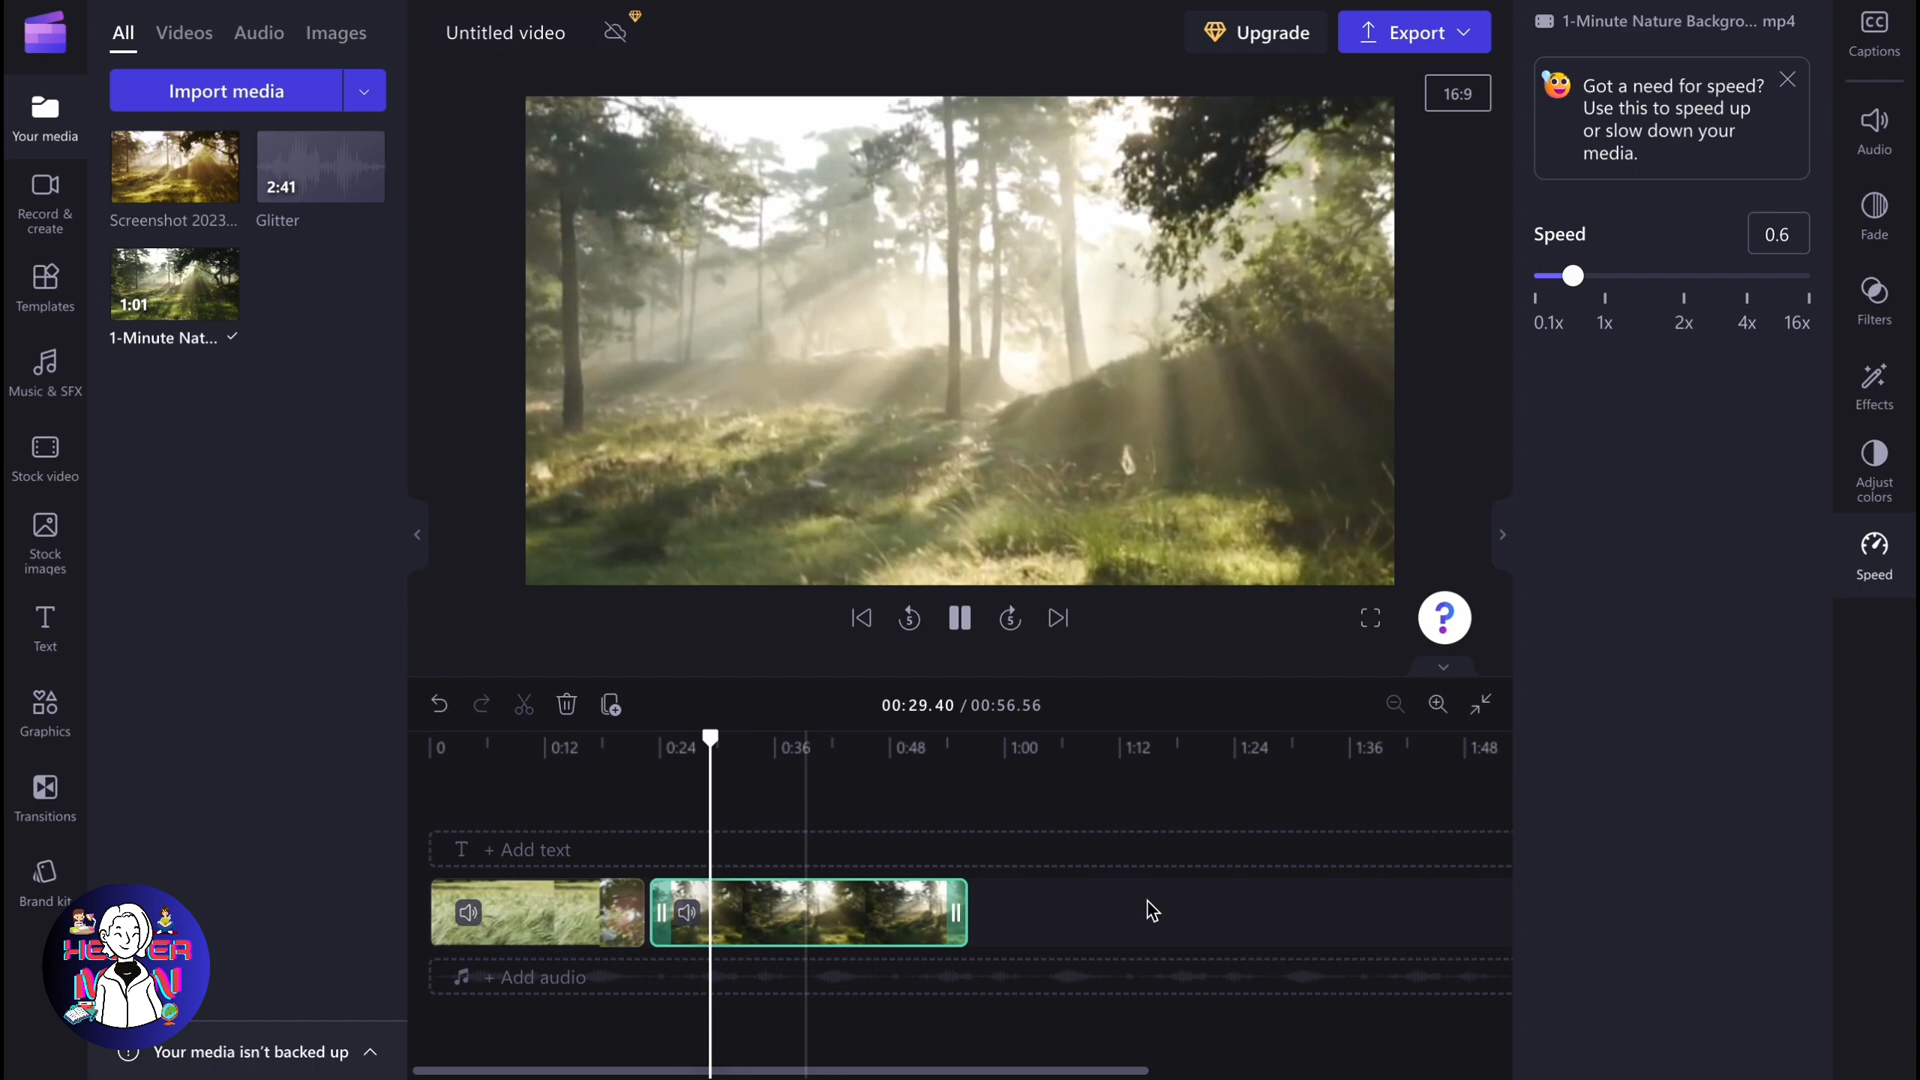 Your media
Record &
create
Templates
Music & SFX
Stock video
Stock
images
Text
Graphics
Transitions
Brand kit
All Videos Audio Images
Import media
Screenshot 2023...
2:41
Glitter
1:01
1-Minute Nat...
Your media isn't backed up
Untitled video
Upgrade
Export
16:9
5
5
?
00:29.40 / 00:56.56
0 0:12 0:24 0:36 0:48 1:00 1:12 1:24 1:36 1:48
T + Add text
+ Add audio
1-Minute Nature Backgro... mp4
Got a need for speed?
Use this to speed up
or slow down your
media.
Speed 0.6
0.1x 1x 2x 4x 16x
CC
Captions
Audio
Fade
Filters
Effects
Adjust
colors
Speed